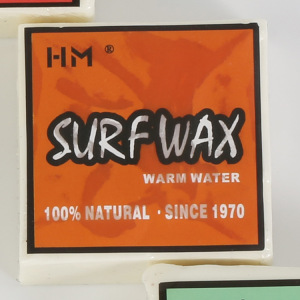 HM ®
SURF WAX
WARM WATER
100% NATURAL · SINCE 1970